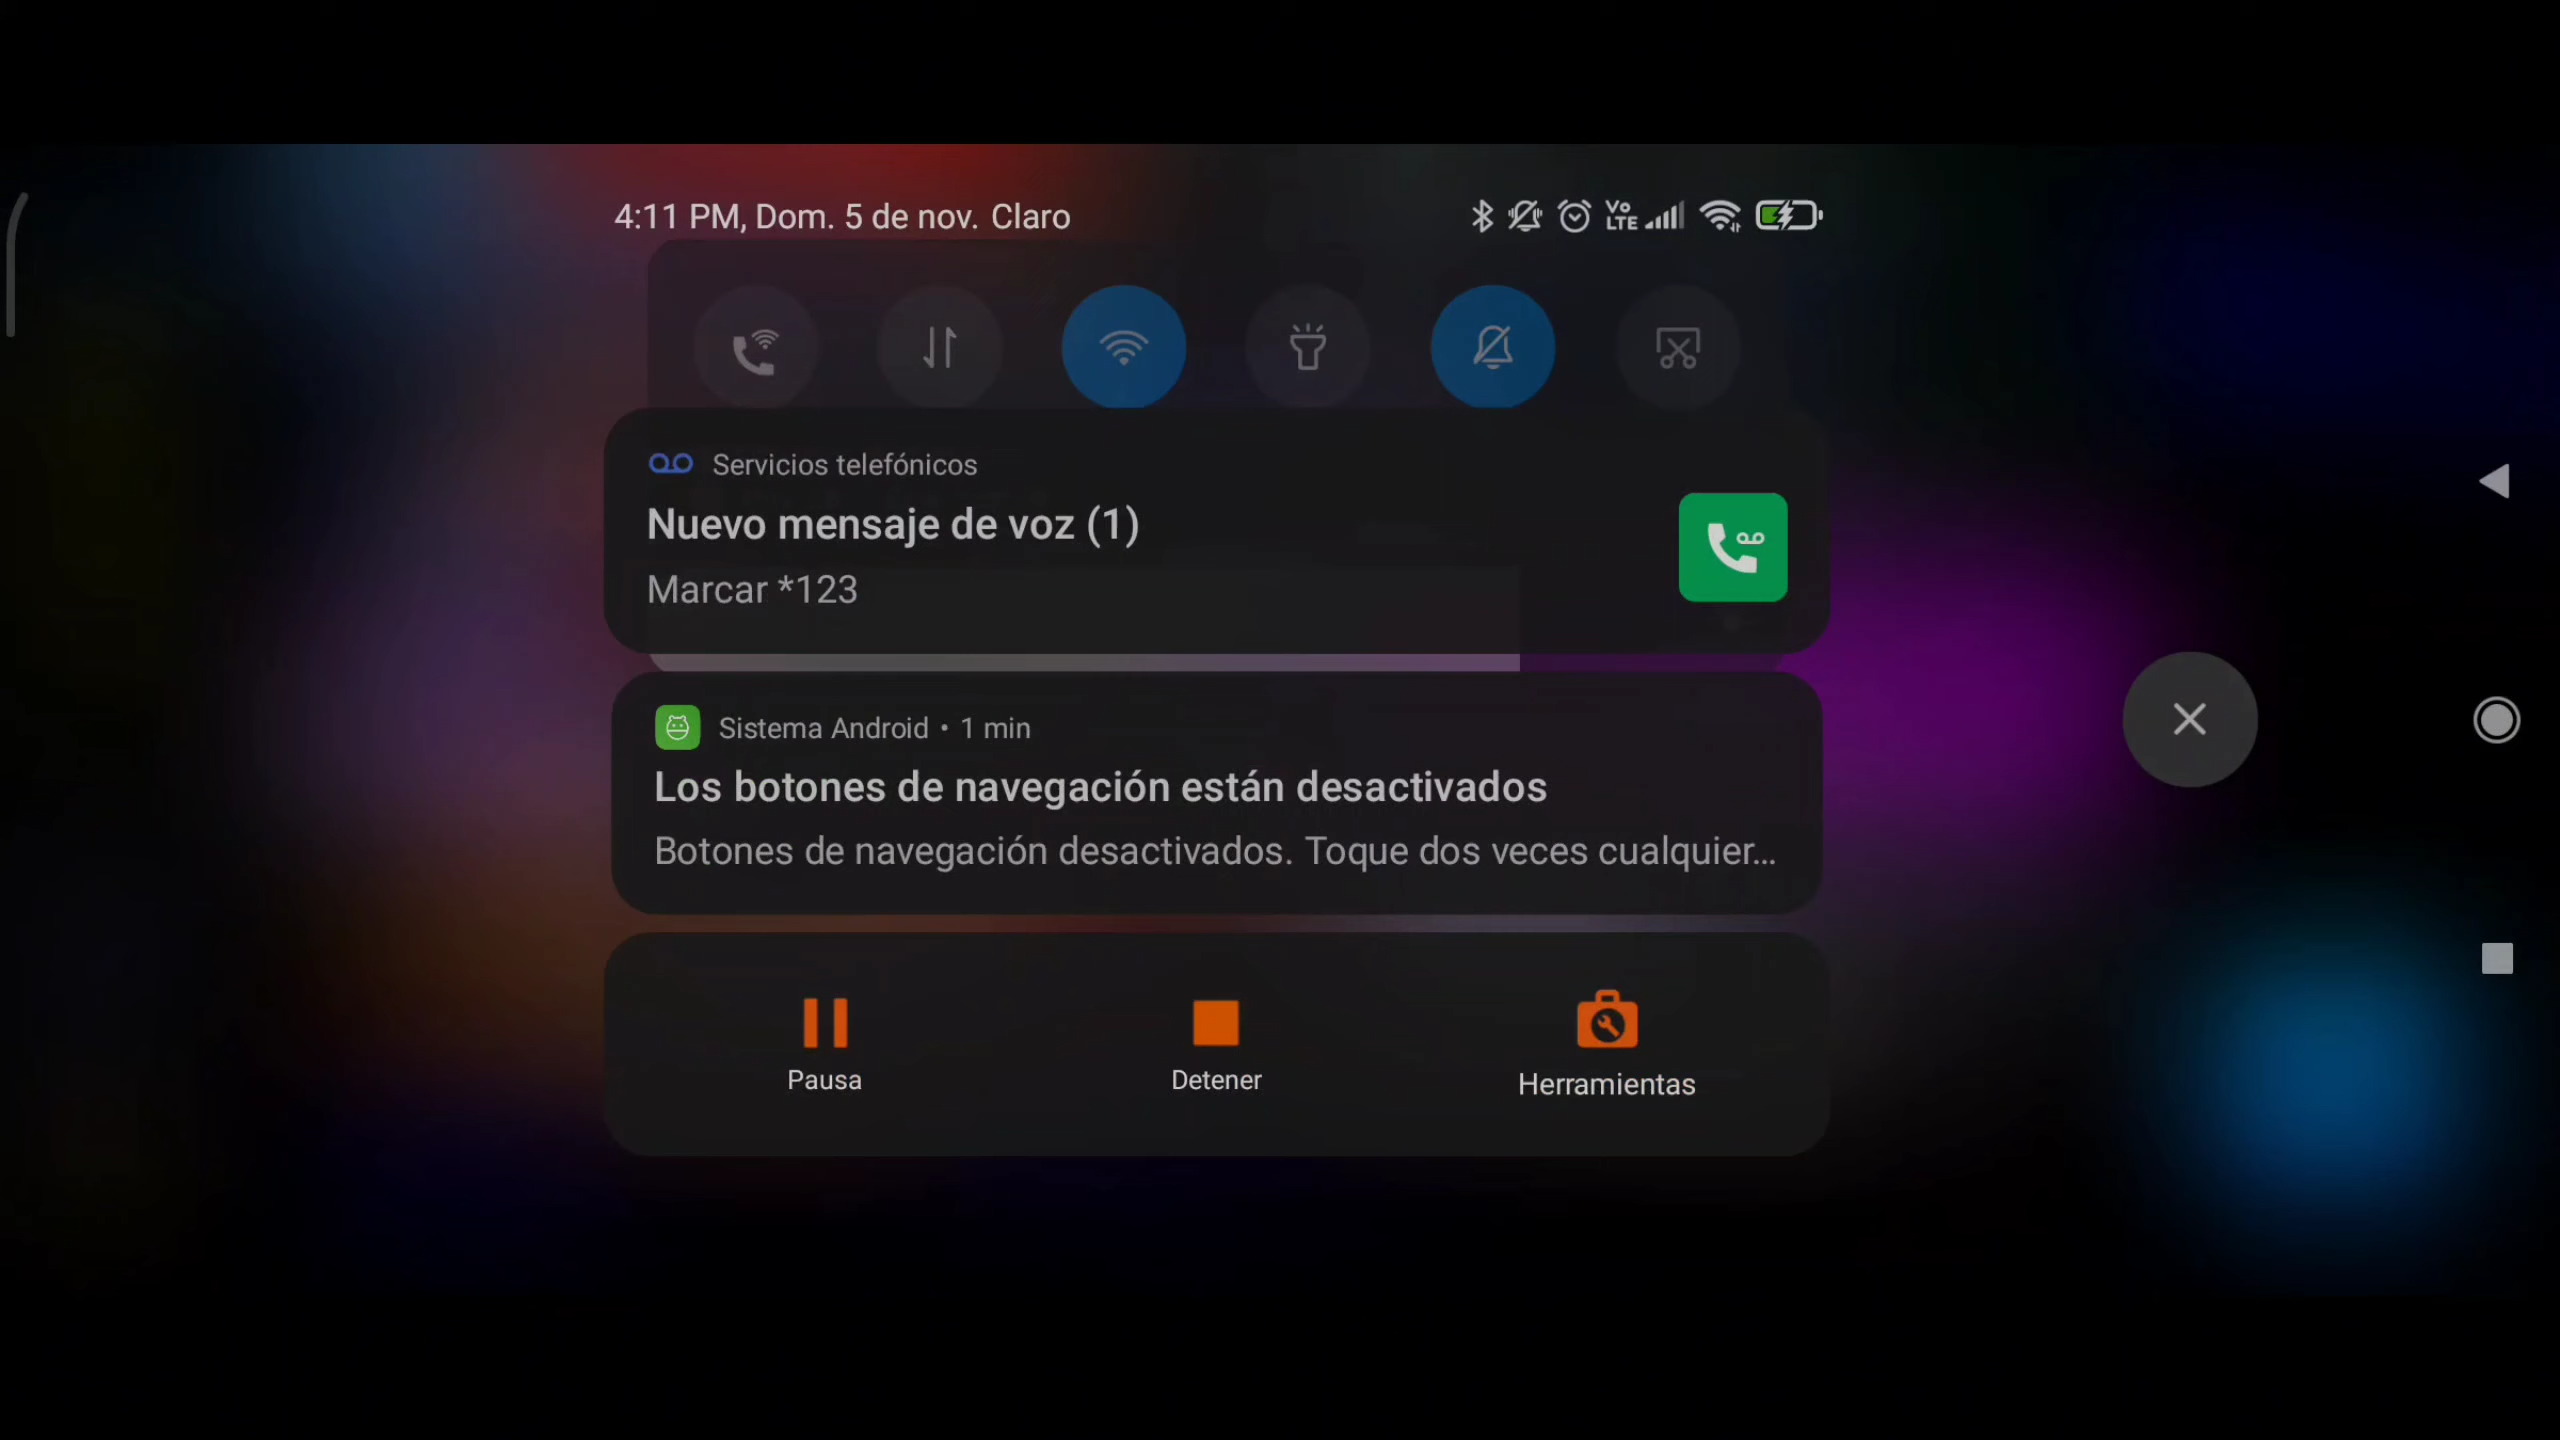 4:11 PM, Dom. 5 de nov. Claro
Vo
LTE
Servicios telefónicos
Nuevo mensaje de voz (1)
Marcar *123
Sistema Android • 1 min
Los botones de navegación están desactivados
Botones de navegación desactivados. Toque dos veces cualquier...
Pausa
Detener
Herramientas